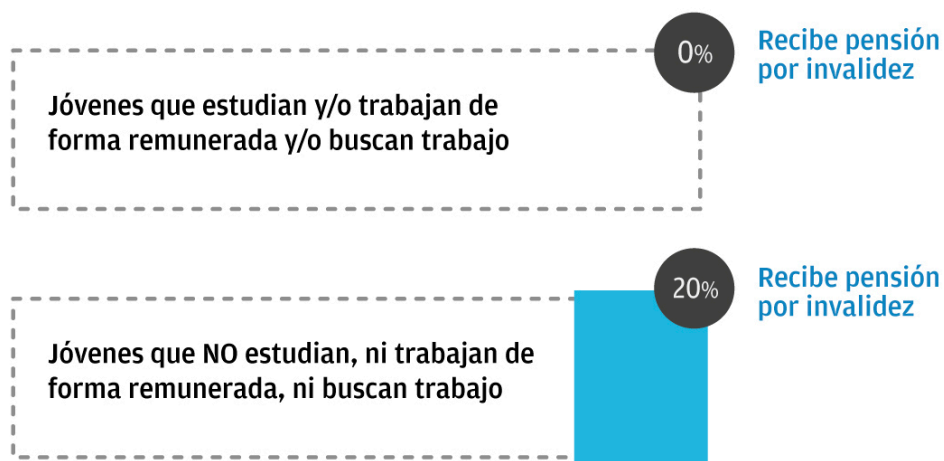 0%
Recibe pensión
por invalidez
Jóvenes que estudian y/o trabajan de
forma remunerada y/o buscan trabajo
20%
Recibe pensión
por invalidez
Jóvenes que NO estudian, ni trabajan de
forma remunerada, ni buscan trabajo